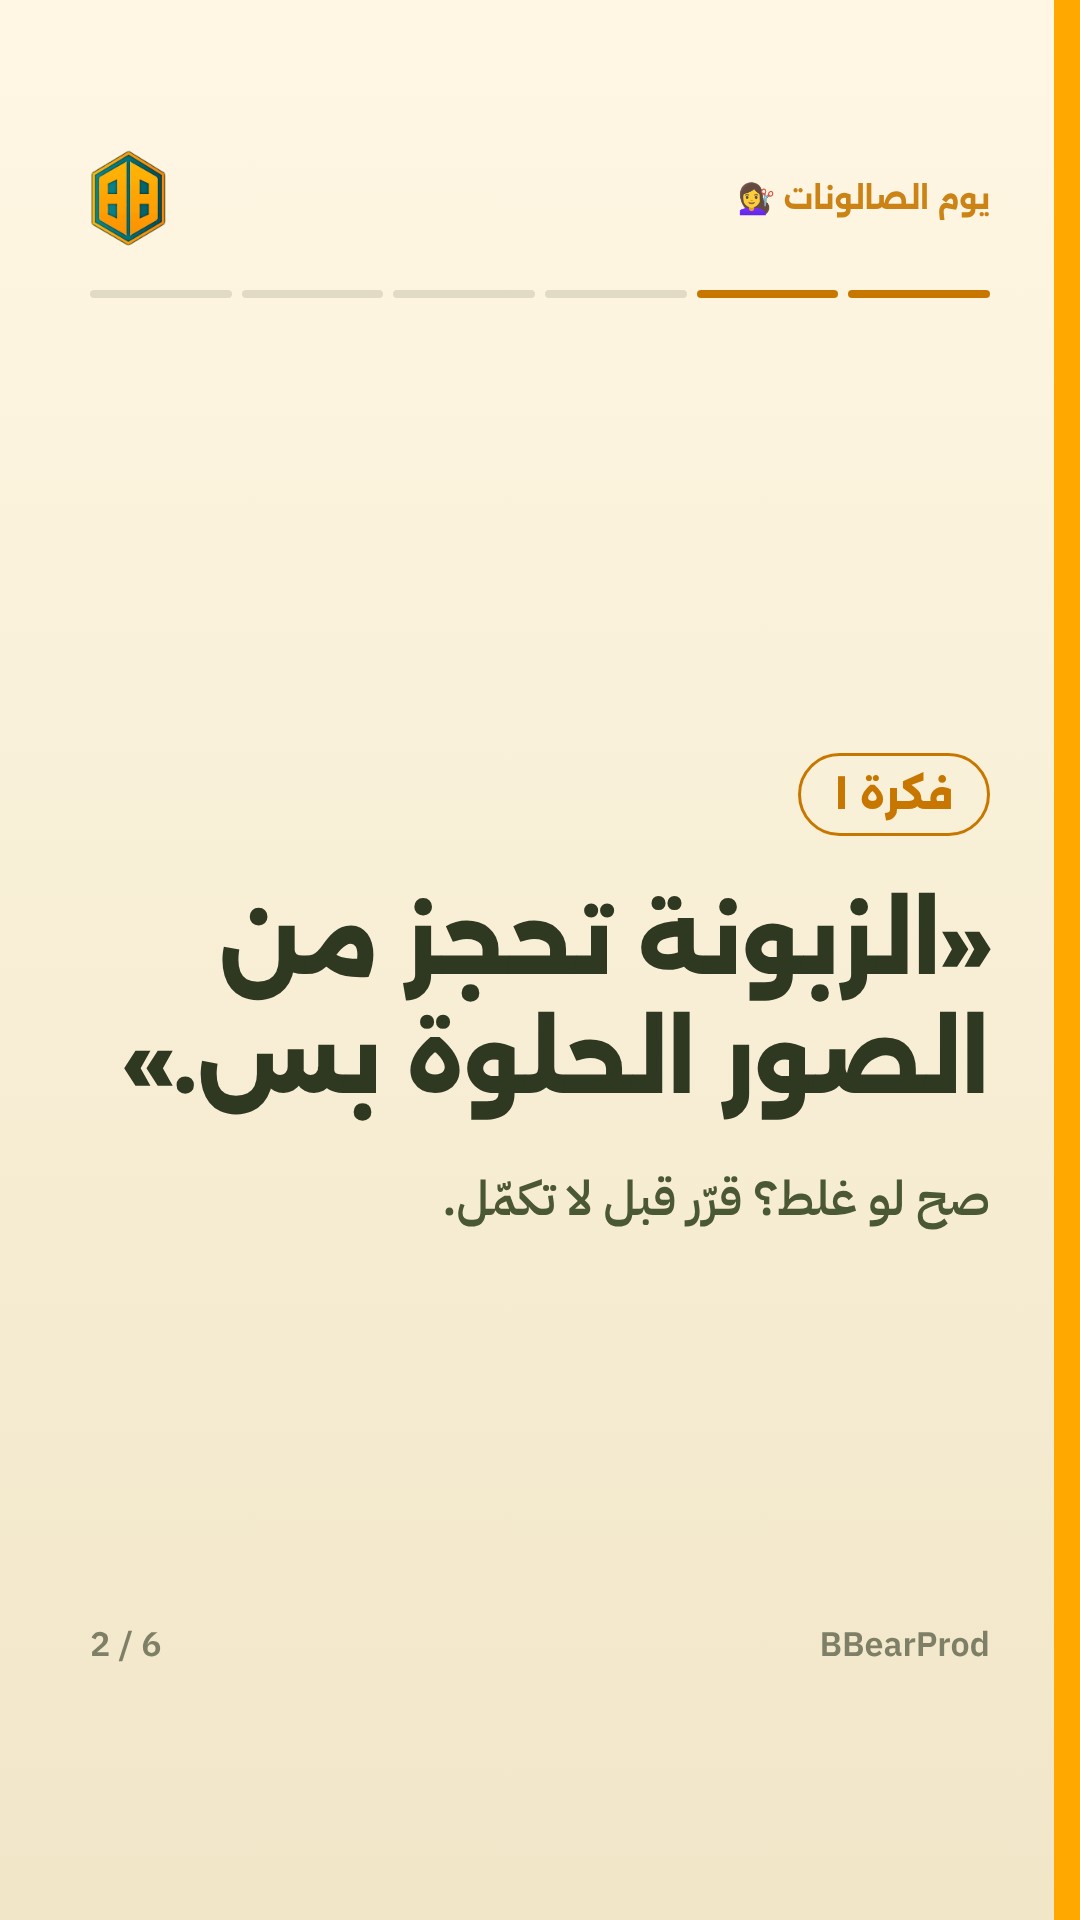 يوم الصالونات 💇‍♀️
فكرة ١
«الزبونة تحجز من
الصور الحلوة بس.»
صح لو غلط؟ قرّر قبل لا تكمّل.
BBearProd
2 / 6